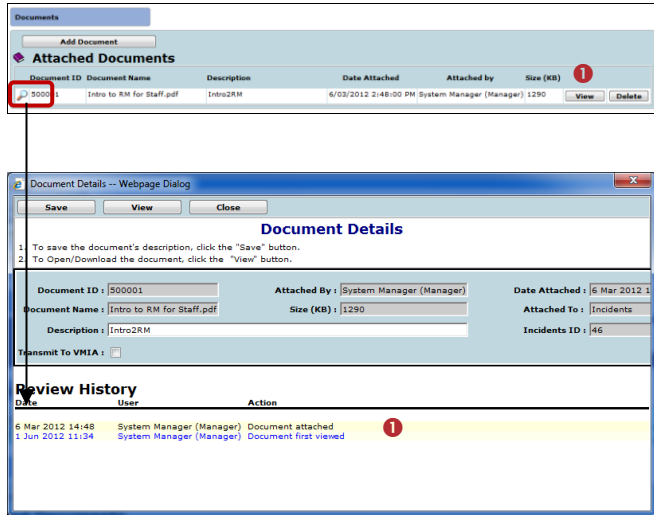 Documents
Add Document
Attached Documents
Document ID Document Name Description Date Attached Attached by Size (KB)
1
500001 Intro to RM for Staff.pdf Intro2RM 6/03/2012 2:48:00 PM System Manager (Manager) 1290 View Delete
Document Details -- Webpage Dialog
x
Save View Close
Document Details
1. To save the document's description, click the "Save" button.
2. To Open/Download the document, click the "View" button.
Document ID : 500001 Attached By : System Manager (Manager) Date Attached : 6 Mar 2012 1
Document Name : Intro to RM for Staff.pdf Size (KB) : 1290 Attached To : Incidents
Description : Intro2RM Incidents ID : 46
Transmit To VMIA :
Review History
Date User Action
6 Mar 2012 14:48 System Manager (Manager) Document attached
1
1 Jun 2012 11:34 System Manager (Manager) Document first viewed